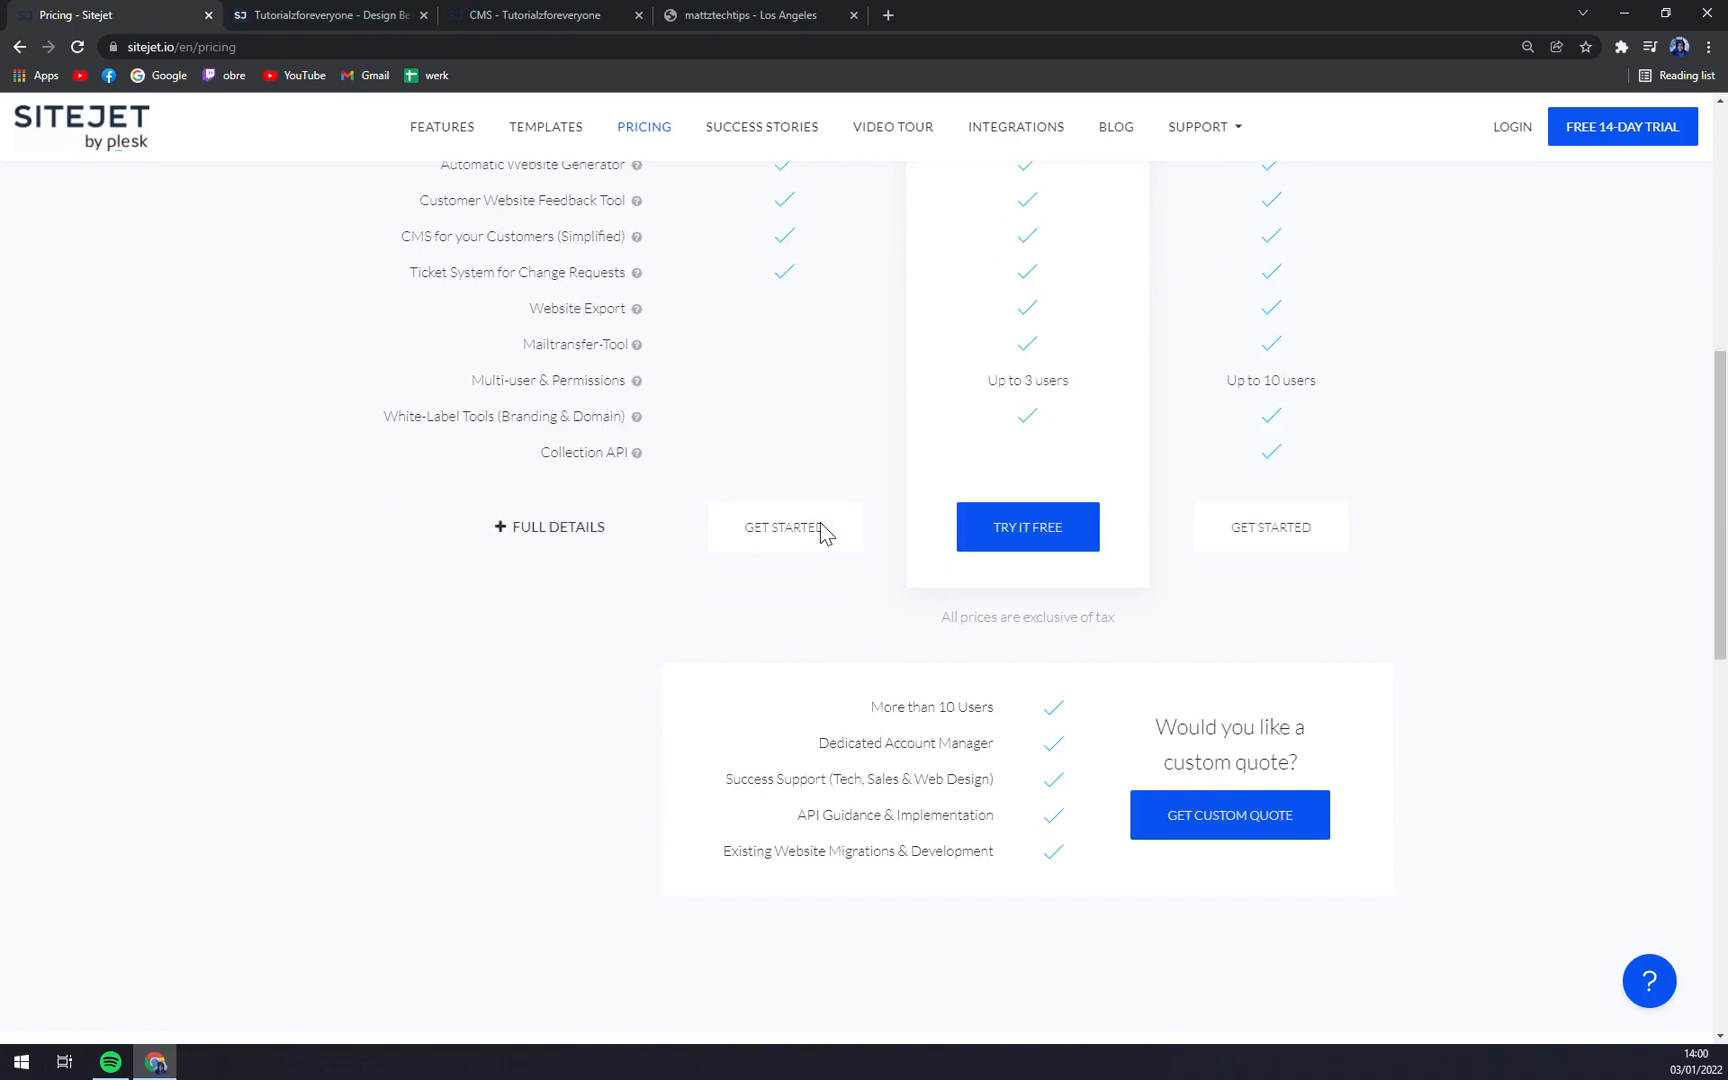 Pricing - Sitejet
SJ Tutorialzforeveryone - Design Be
CMS - Tutorialzforeveryone
mattztechtips - Los Angeles
sitejet.io/en/pricing
Apps
Google
obre
YouTube
Gmail
werk
Reading list
SITEJET
by plesk
FEATURES
TEMPLATES
PRICING
SUCCESS STORIES
VIDEO TOUR
INTEGRATIONS
BLOG
SUPPORT
LOGIN
FREE 14-DAY TRIAL
Automatic Website Generator
Customer Website Feedback Tool
CMS for your Customers (Simplified)
Ticket System for Change Requests
Website Export
Mailtransfer-Tool
Multi-user & Permissions
Up to 3 users
Up to 10 users
White-Label Tools (Branding & Domain)
Collection API
+ FULL DETAILS
GET STARTED
TRY IT FREE
GET STARTED
All prices are exclusive of tax
More than 10 Users
Dedicated Account Manager
Success Support (Tech, Sales & Web Design)
API Guidance & Implementation
Existing Website Migrations & Development
Would you like a
custom quote?
GET CUSTOM QUOTE
?
14:00
03/01/2022